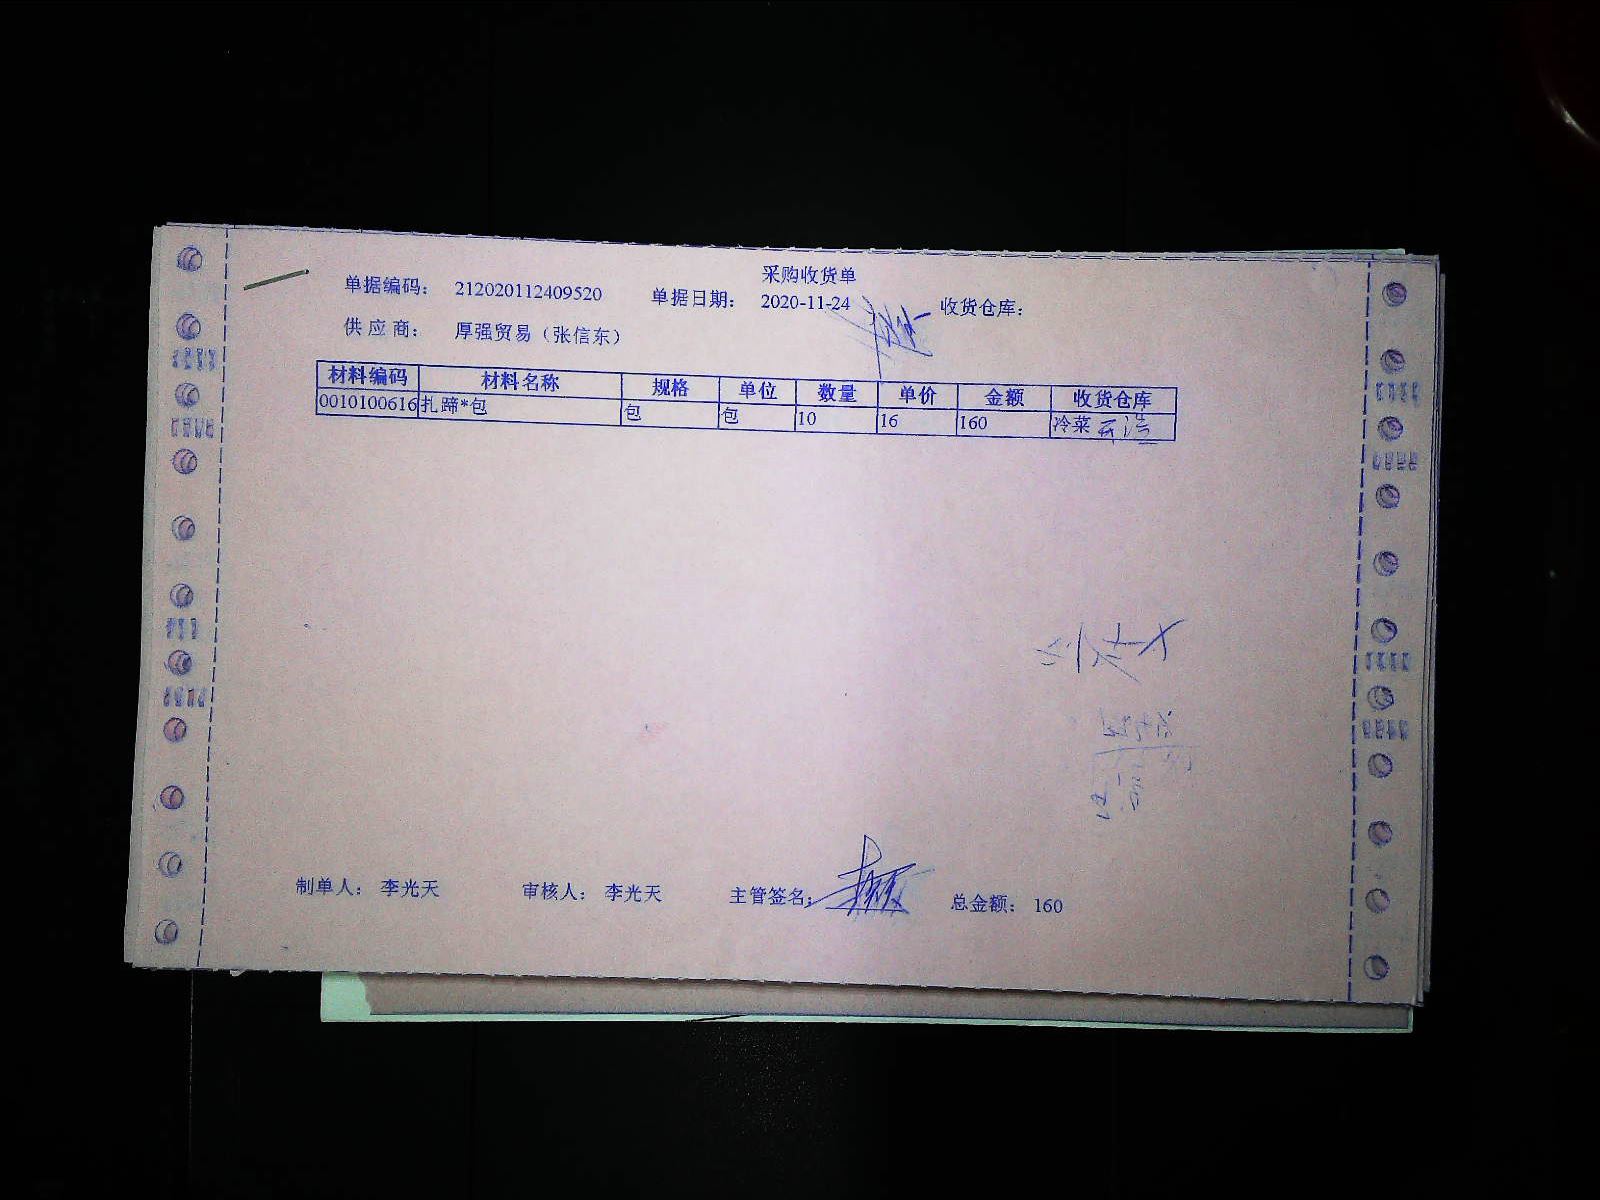 采购收货单
单据编码: 212020112409520 单据日期: 2020-11-24 收货仓库:
供应商: 厚强贸易（张信东）
材料编码 材料名称 规格 单位 数量 单价 金额 收货仓库
0010100616 扎蹄*包 包 包 10 16 160 冷菜
制单人: 李光天 审核人: 李光天 主管签名: 总金额: 160